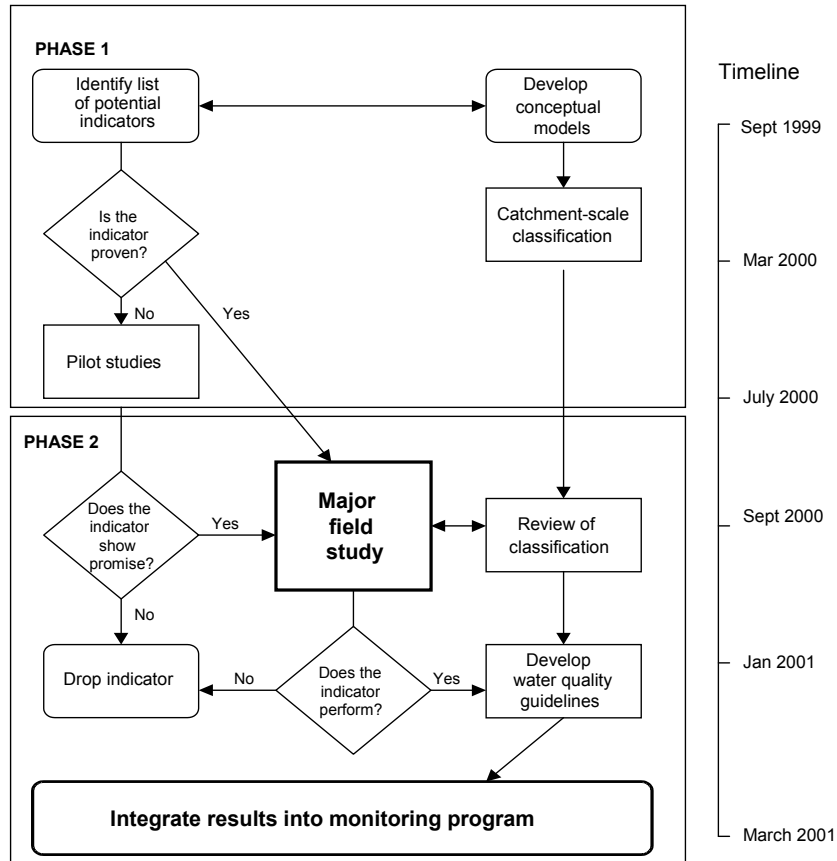 PHASE 1
Identify list
of potential
indicators
Develop
conceptual
models
Is the
indicator
proven?
Catchment-scale
classification
No
Yes
Pilot studies
PHASE 2
Does the
indicator
show
promise?
Yes
Major
field
study
Review of
classification
No
Drop indicator
No
Does the
indicator
perform?
Yes
Develop
water quality
guidelines
Integrate results into monitoring program
Timeline
Sept 1999
Mar 2000
July 2000
Sept 2000
Jan 2001
March 2001